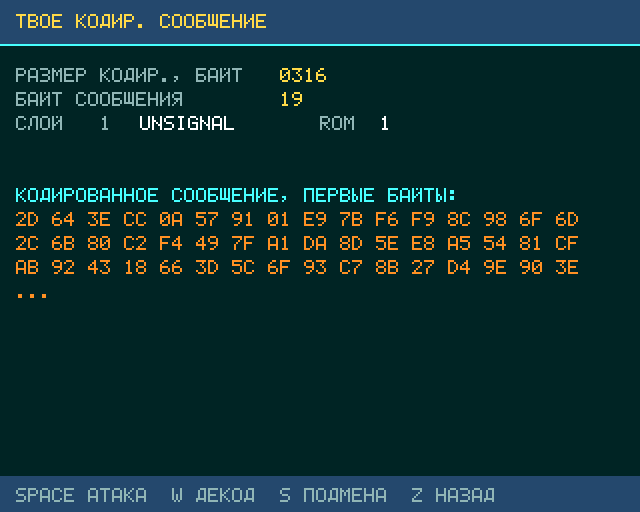 ТВОЕ КОДИР. СООБЩЕНИЕ
РАЗМЕР КОДИР., БАЙТ 0316
БАЙТ СООБЩЕНИЯ 19
СЛОЙ 1 UNSIGNAL ROM 1
КОДИРОВАННОЕ СООБЩЕНИЕ, ПЕРВЫЕ БАЙТЫ:
2D 64 3E CC 0A 57 91 01 E9 7B F6 F9 8C 98 6F 6D
2C 6B 80 C2 F4 49 7F A1 DA 8D 5E E8 A5 54 81 CF
AB 92 43 18 66 3D 5C 6F 93 C7 8B 27 D4 9E 90 3E
...
SPACE АТАКА W ДЕКОД S ПОДМЕНА Z НАЗАД